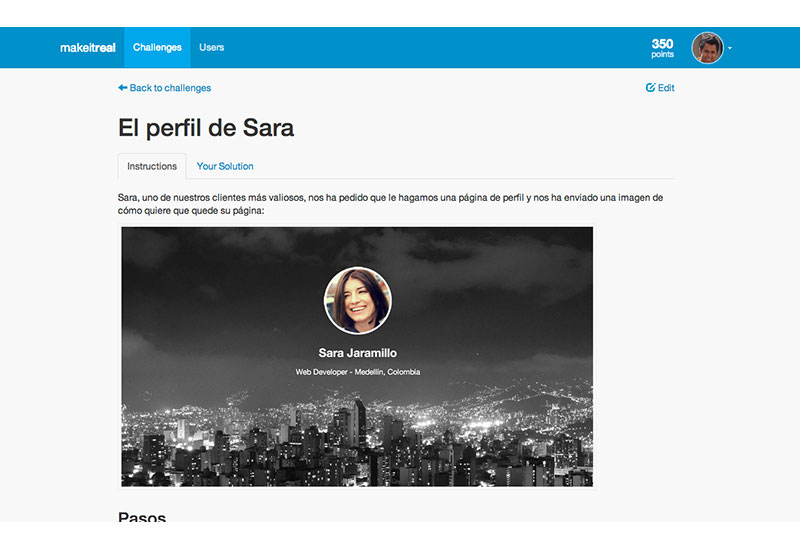 makeitreal Challenges Users 350
points
Back to challenges Edit
El perfil de Sara
Instructions Your Solution
Sara, uno de nuestros clientes más valiosos, nos ha pedido que le hagamos una página de perfil y nos ha enviado una imagen de
cómo quiere que quede su página:
Sara Jaramillo
Web Developer - Medellín, Colombia
Pasos